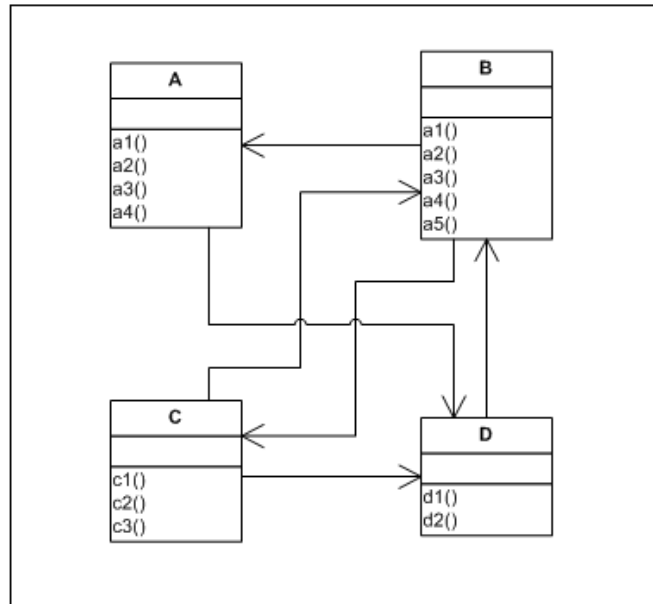 A
a1()
a2()
a3()
a4()
B
a1()
a2()
a3()
a4()
a5()
C
c1()
c2()
c3()
D
d1()
d2()